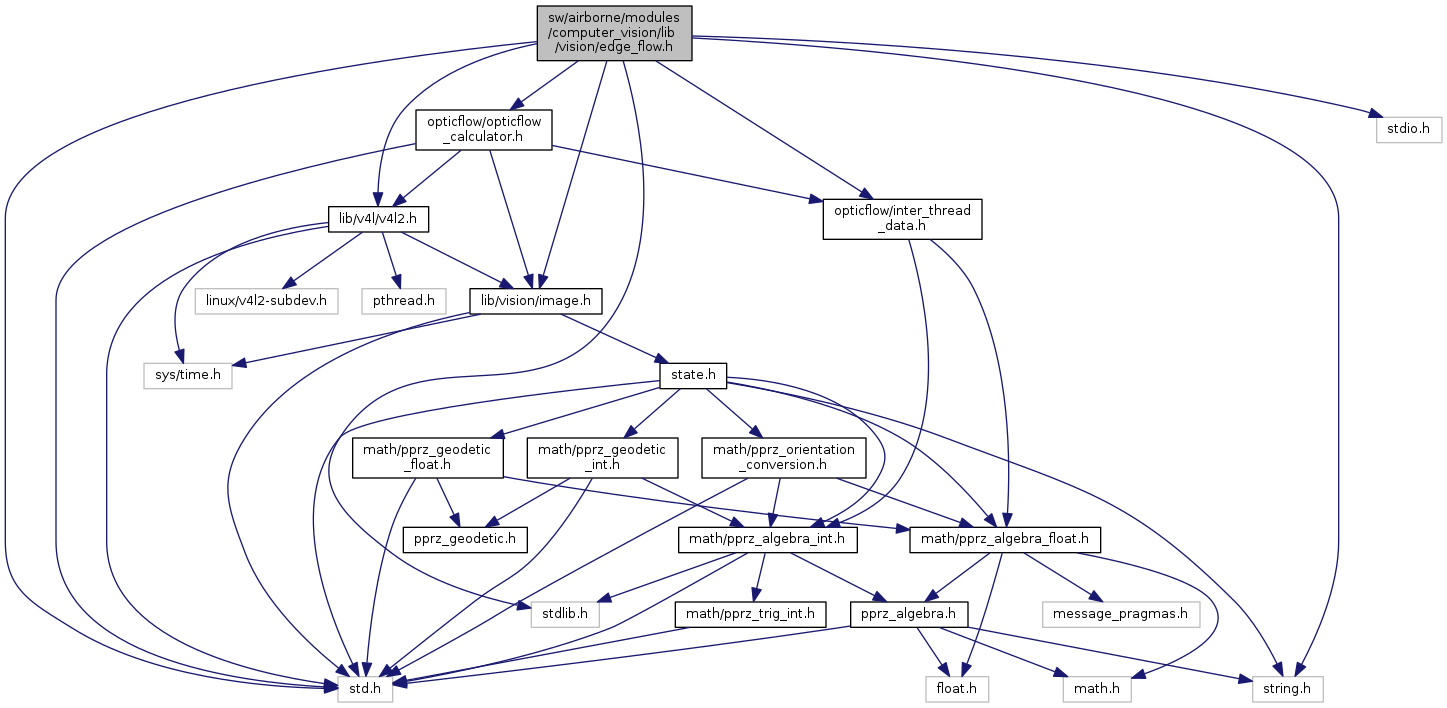 sw/airborne/modules
/computer_vision/lib
/vision/edge_flow.h
opticflow/opticflow
_calculator.h
stdio.h
lib/v4l/v4l2.h
opticflow/inter_thread
_data.h
linux/v4l2-subdev.h
pthread.h
lib/vision/image.h
sys/time.h
state.h
math/pprz_geodetic
_float.h
math/pprz_geodetic
_int.h
math/pprz_orientation
_conversion.h
pprz_geodetic.h
math/pprz_algebra_int.h
math/pprz_algebra_float.h
stdlib.h
math/pprz_trig_int.h
pprz_algebra.h
message_pragmas.h
std.h
float.h
math.h
string.h